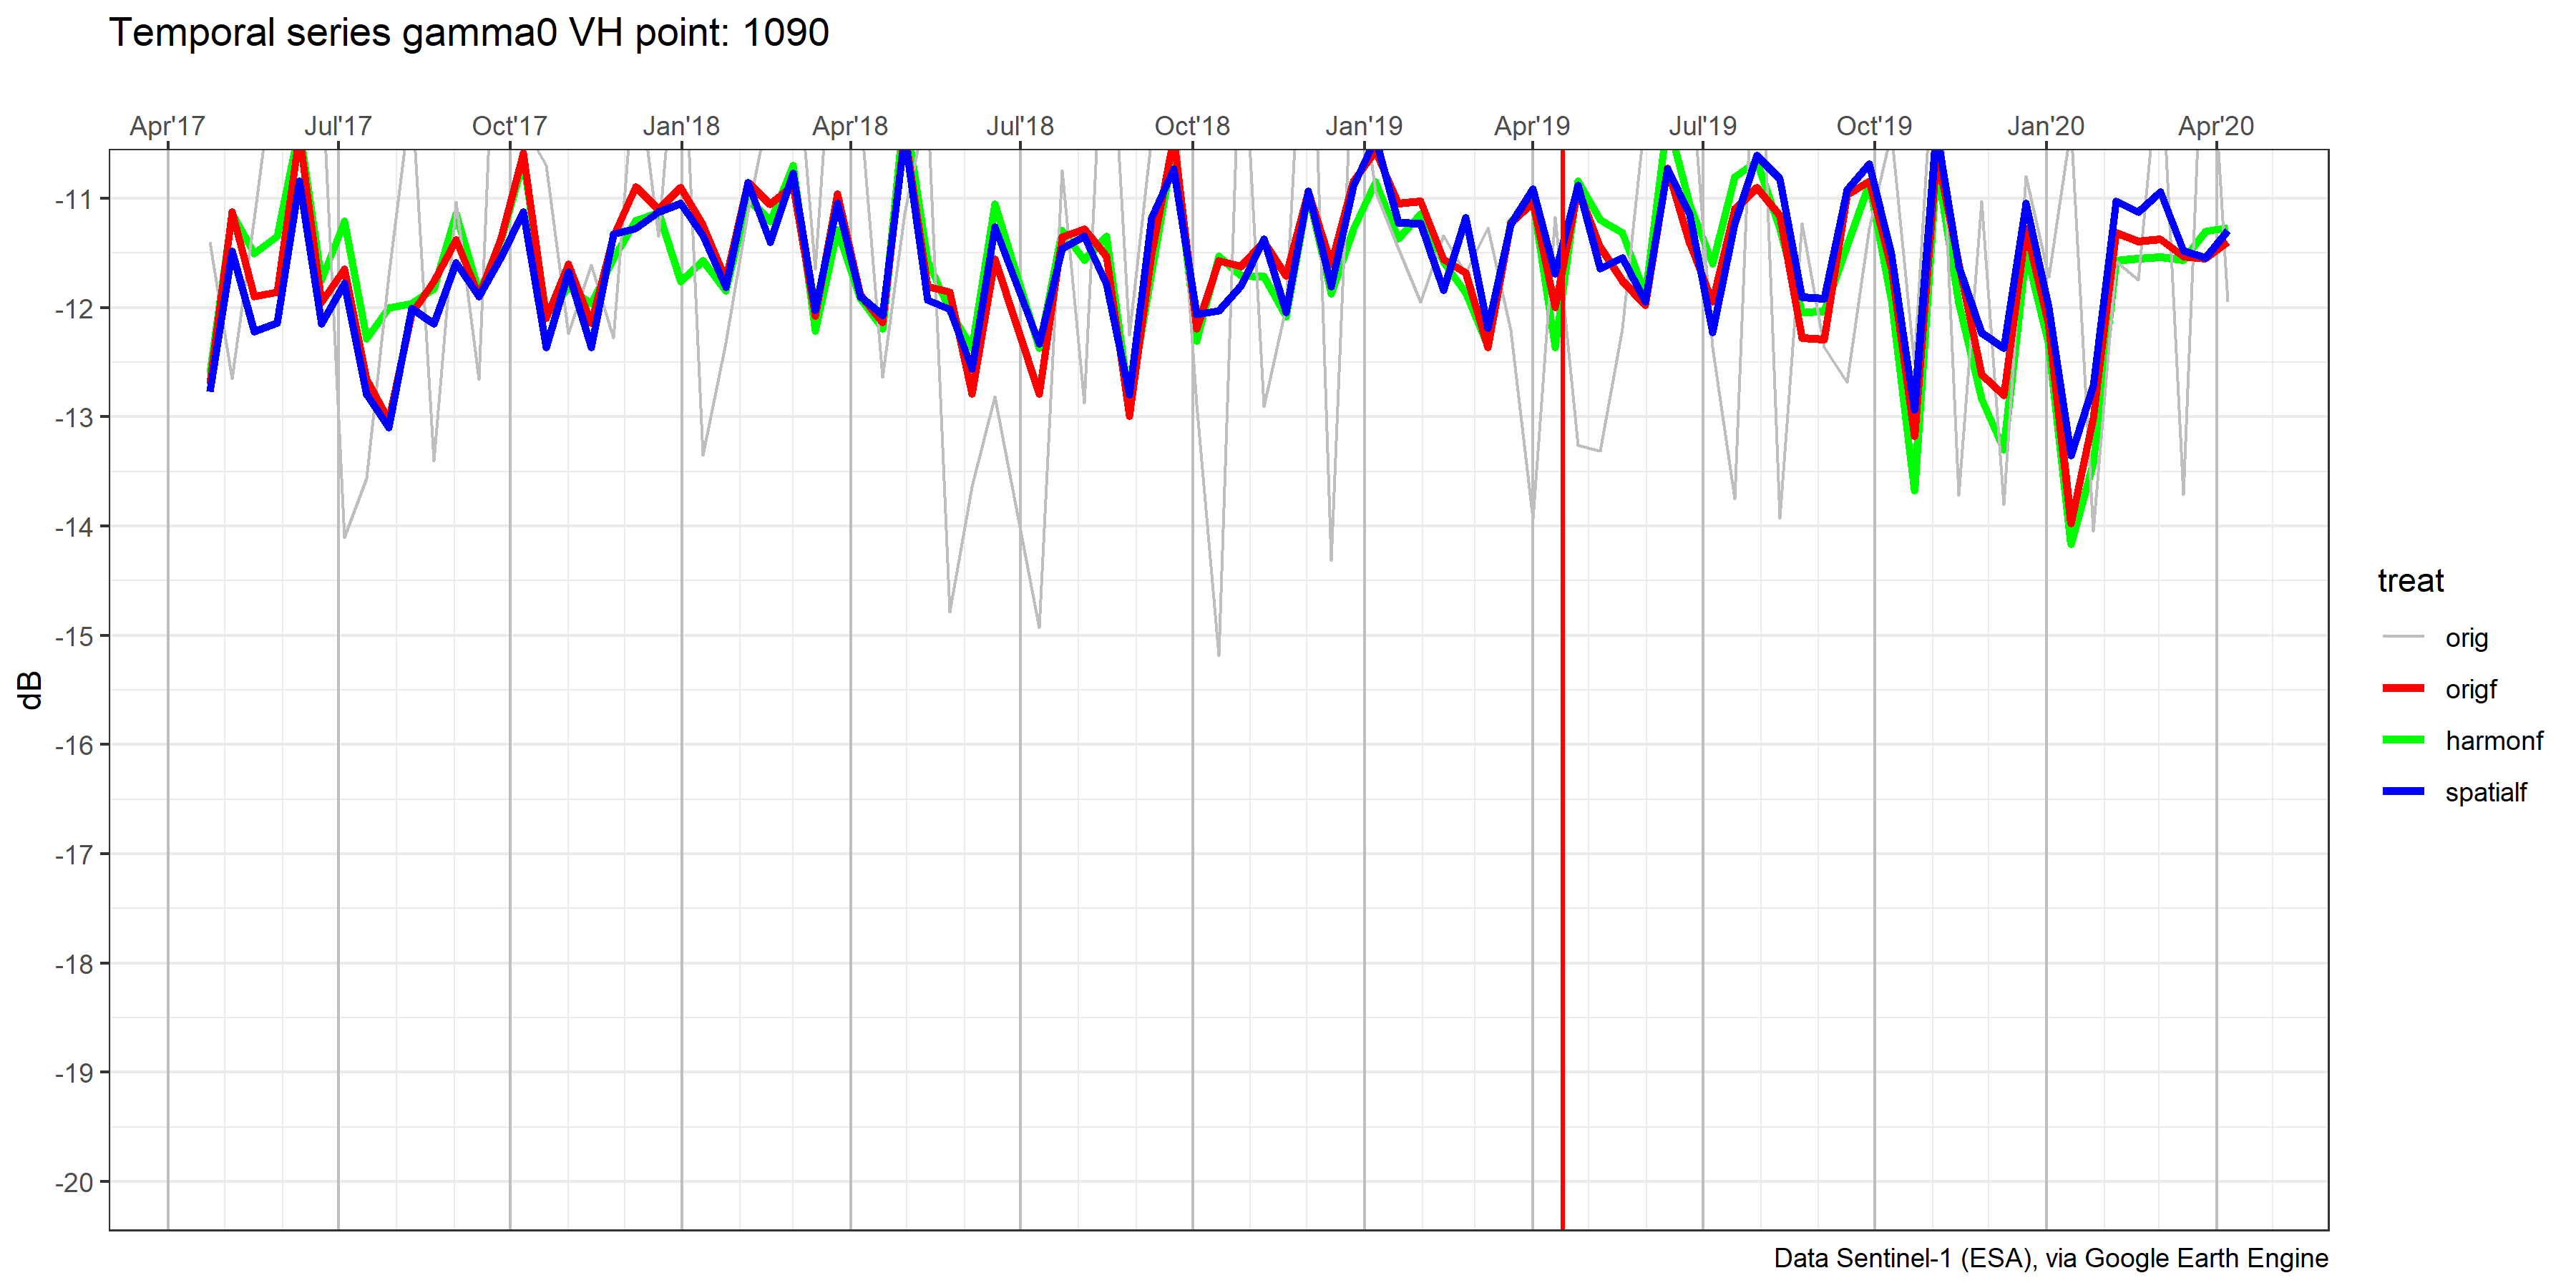 Temporal series gamma0 VH point: 1090
Apr'17 Jul'17 Oct'17 Jan'18 Apr'18 Jul'18 Oct'18 Jan'19 Apr'19 Jul'19 Oct'19 Jan'20 Apr'20
-11
-12
-13
-14
-15
-16
-17
-18
-19
-20
dB
treat
orig
origf
harmonf
spatialf
Data Sentinel-1 (ESA), via Google Earth Engine